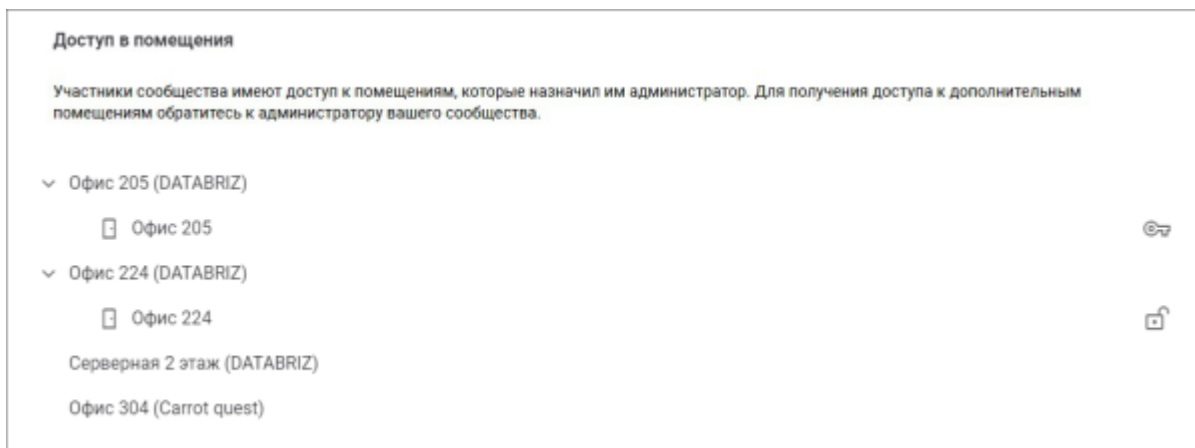 Доступ в помещения
Участники сообщества имеют доступ к помещениям, которые назначил им администратор. Для получения доступа к дополнительным
помещениям обратитесь к администратору вашего сообщества.
Офис 205 (DATABRIZ)
Офис 205
Офис 224 (DATABRIZ)
Офис 224
Серверная 2 этаж (DATABRIZ)
Офис 304 (Carrot quest)